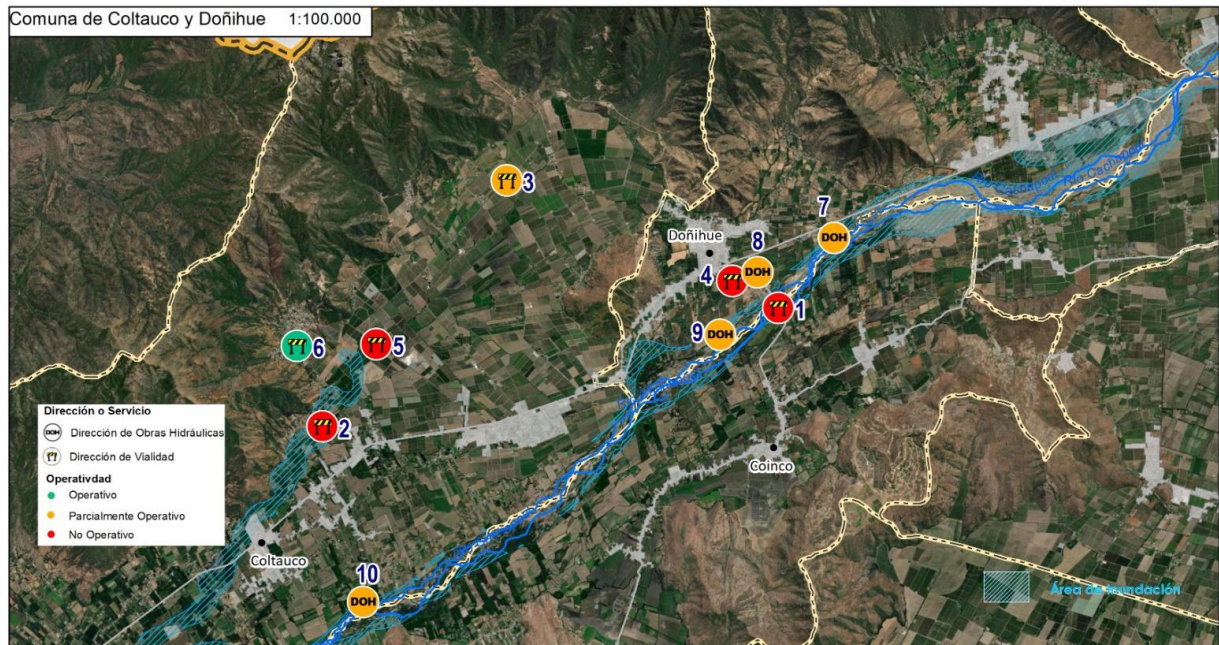 Comuna de Coltauco y Doñihue 1:100.000
3
7
Doñihue
8
DOH
DOH
4
1
9
DOH
6
5
Dirección o Servicio
DOH Dirección de Obras Hidráulicas
Dirección de Vialidad
Operatividad
Operativo
Parcialmente Operativo
No Operativo
2
Coinco
Coltauco
10
DOH
Área de inundación